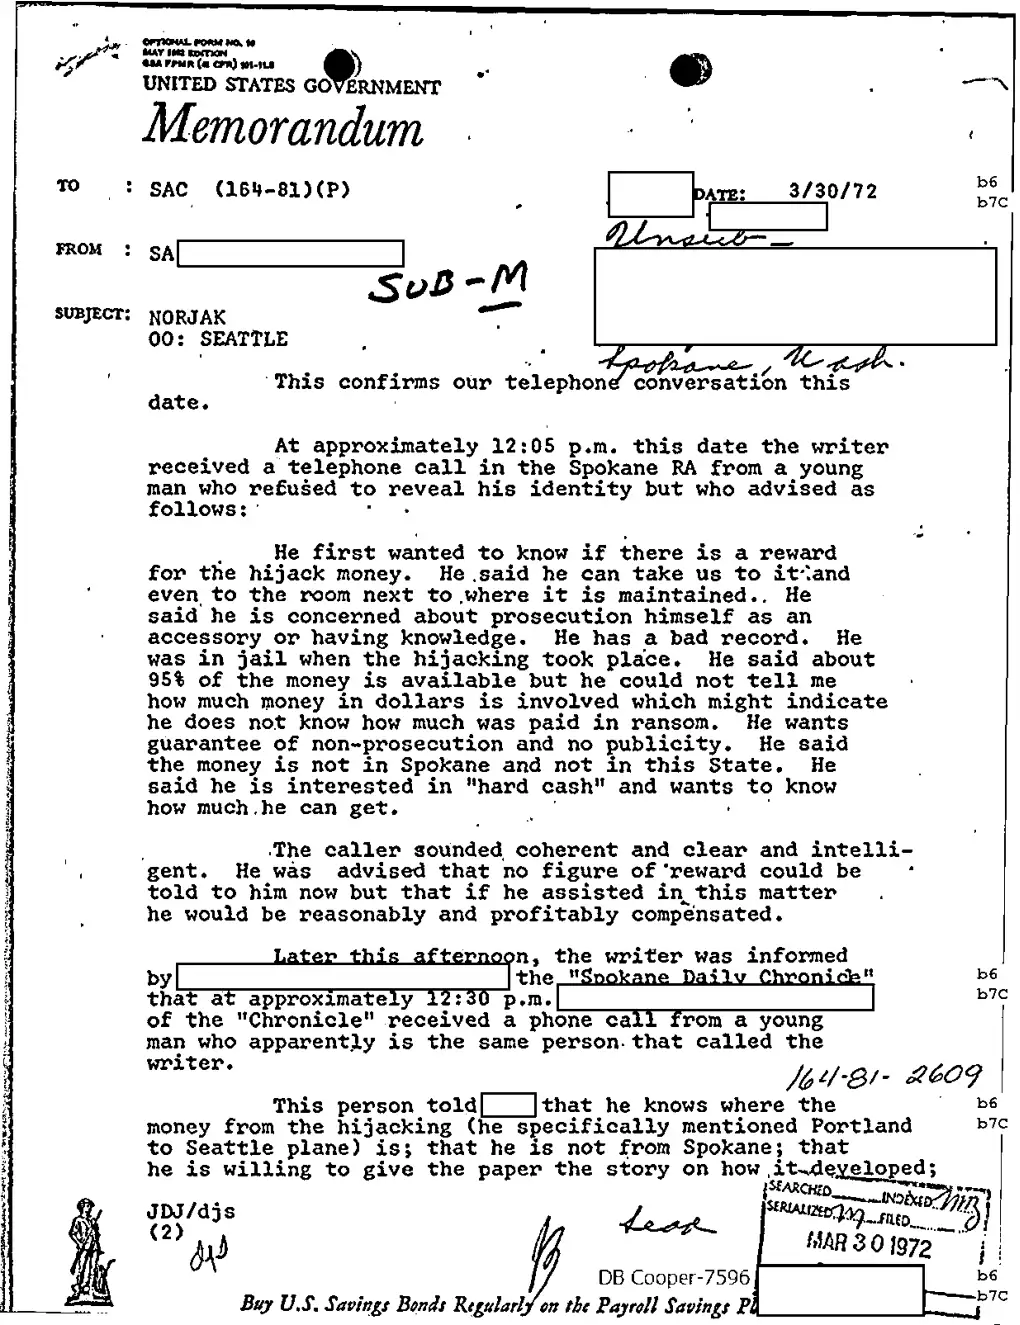 OPTIONAL FORM NO. 10
MAY 1962 EDITION
GSA FPMR (41 CFR) 101-11.6
UNITED STATES GOVERNMENT
Memorandum
TO : SAC (164-81)(P)
DATE: 3/30/72
b6
b7C
Unsub-
FROM : SA
SUB-M
SUBJECT: NORJAK
OO: SEATTLE
Spokane, Wash.
This confirms our telephone conversation this
date.
At approximately 12:05 p.m. this date the writer
received a telephone call in the Spokane RA from a young
man who refused to reveal his identity but who advised as
follows:
He first wanted to know if there is a reward
for the hijack money. He said he can take us to it and
even to the room next to where it is maintained. He
said he is concerned about prosecution himself as an
accessory or having knowledge. He has a bad record. He
was in jail when the hijacking took place. He said about
95% of the money is available but he could not tell me
how much money in dollars is involved which might indicate
he does not know how much was paid in ransom. He wants
guarantee of non-prosecution and no publicity. He said
the money is not in Spokane and not in this State. He
said he is interested in "hard cash" and wants to know
how much he can get.
The caller sounded coherent and clear and intelli-
gent. He was advised that no figure of reward could be
told to him now but that if he assisted in this matter
he would be reasonably and profitably compensated.
Later this afternoon, the writer was informed
by the "Spokane Daily Chronicle"
b6
that at approximately 12:30 p.m.
b7C
of the "Chronicle" received a phone call from a young
man who apparently is the same person that called the
writer.
164-81-2609
This person told that he knows where the
b6
money from the hijacking (he specifically mentioned Portland
b7C
to Seattle plane) is; that he is not from Spokane; that
he is willing to give the paper the story on how it developed;
SEARCHED INDEXED
SERIALIZED FILED
MAR 30 1972
JDJ/djs
(2)
djs
DB Cooper-7596
b6
b7C
Buy U.S. Savings Bonds Regularly on the Payroll Savings